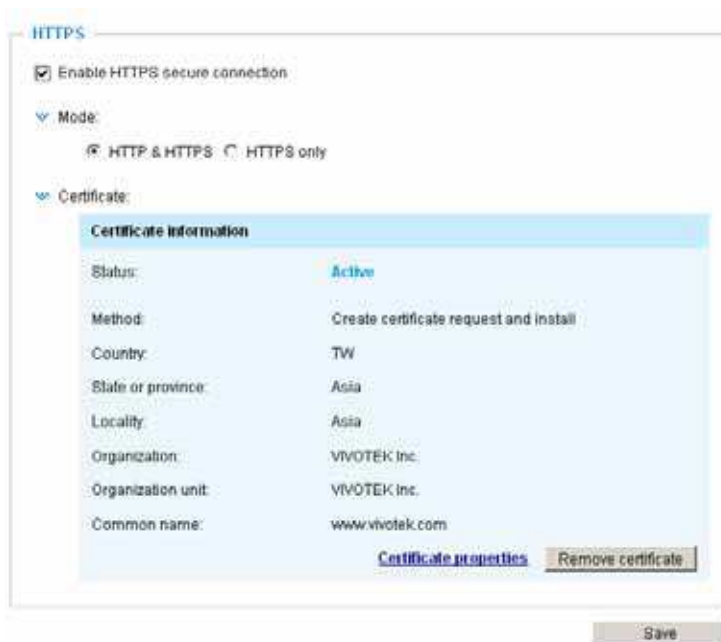 HTTPS
Enable HTTPS secure connection
Mode:
HTTP & HTTPS HTTPS only
Certificate:
Certificate information
Status: Active
Method: Create certificate request and install
Country: TW
State or province: Asia
Locality: Asia
Organization: VIVOTEK Inc.
Organization unit: VIVOTEK Inc.
Common name: www.vivotek.com
Certificate properties Remove certificate
Save